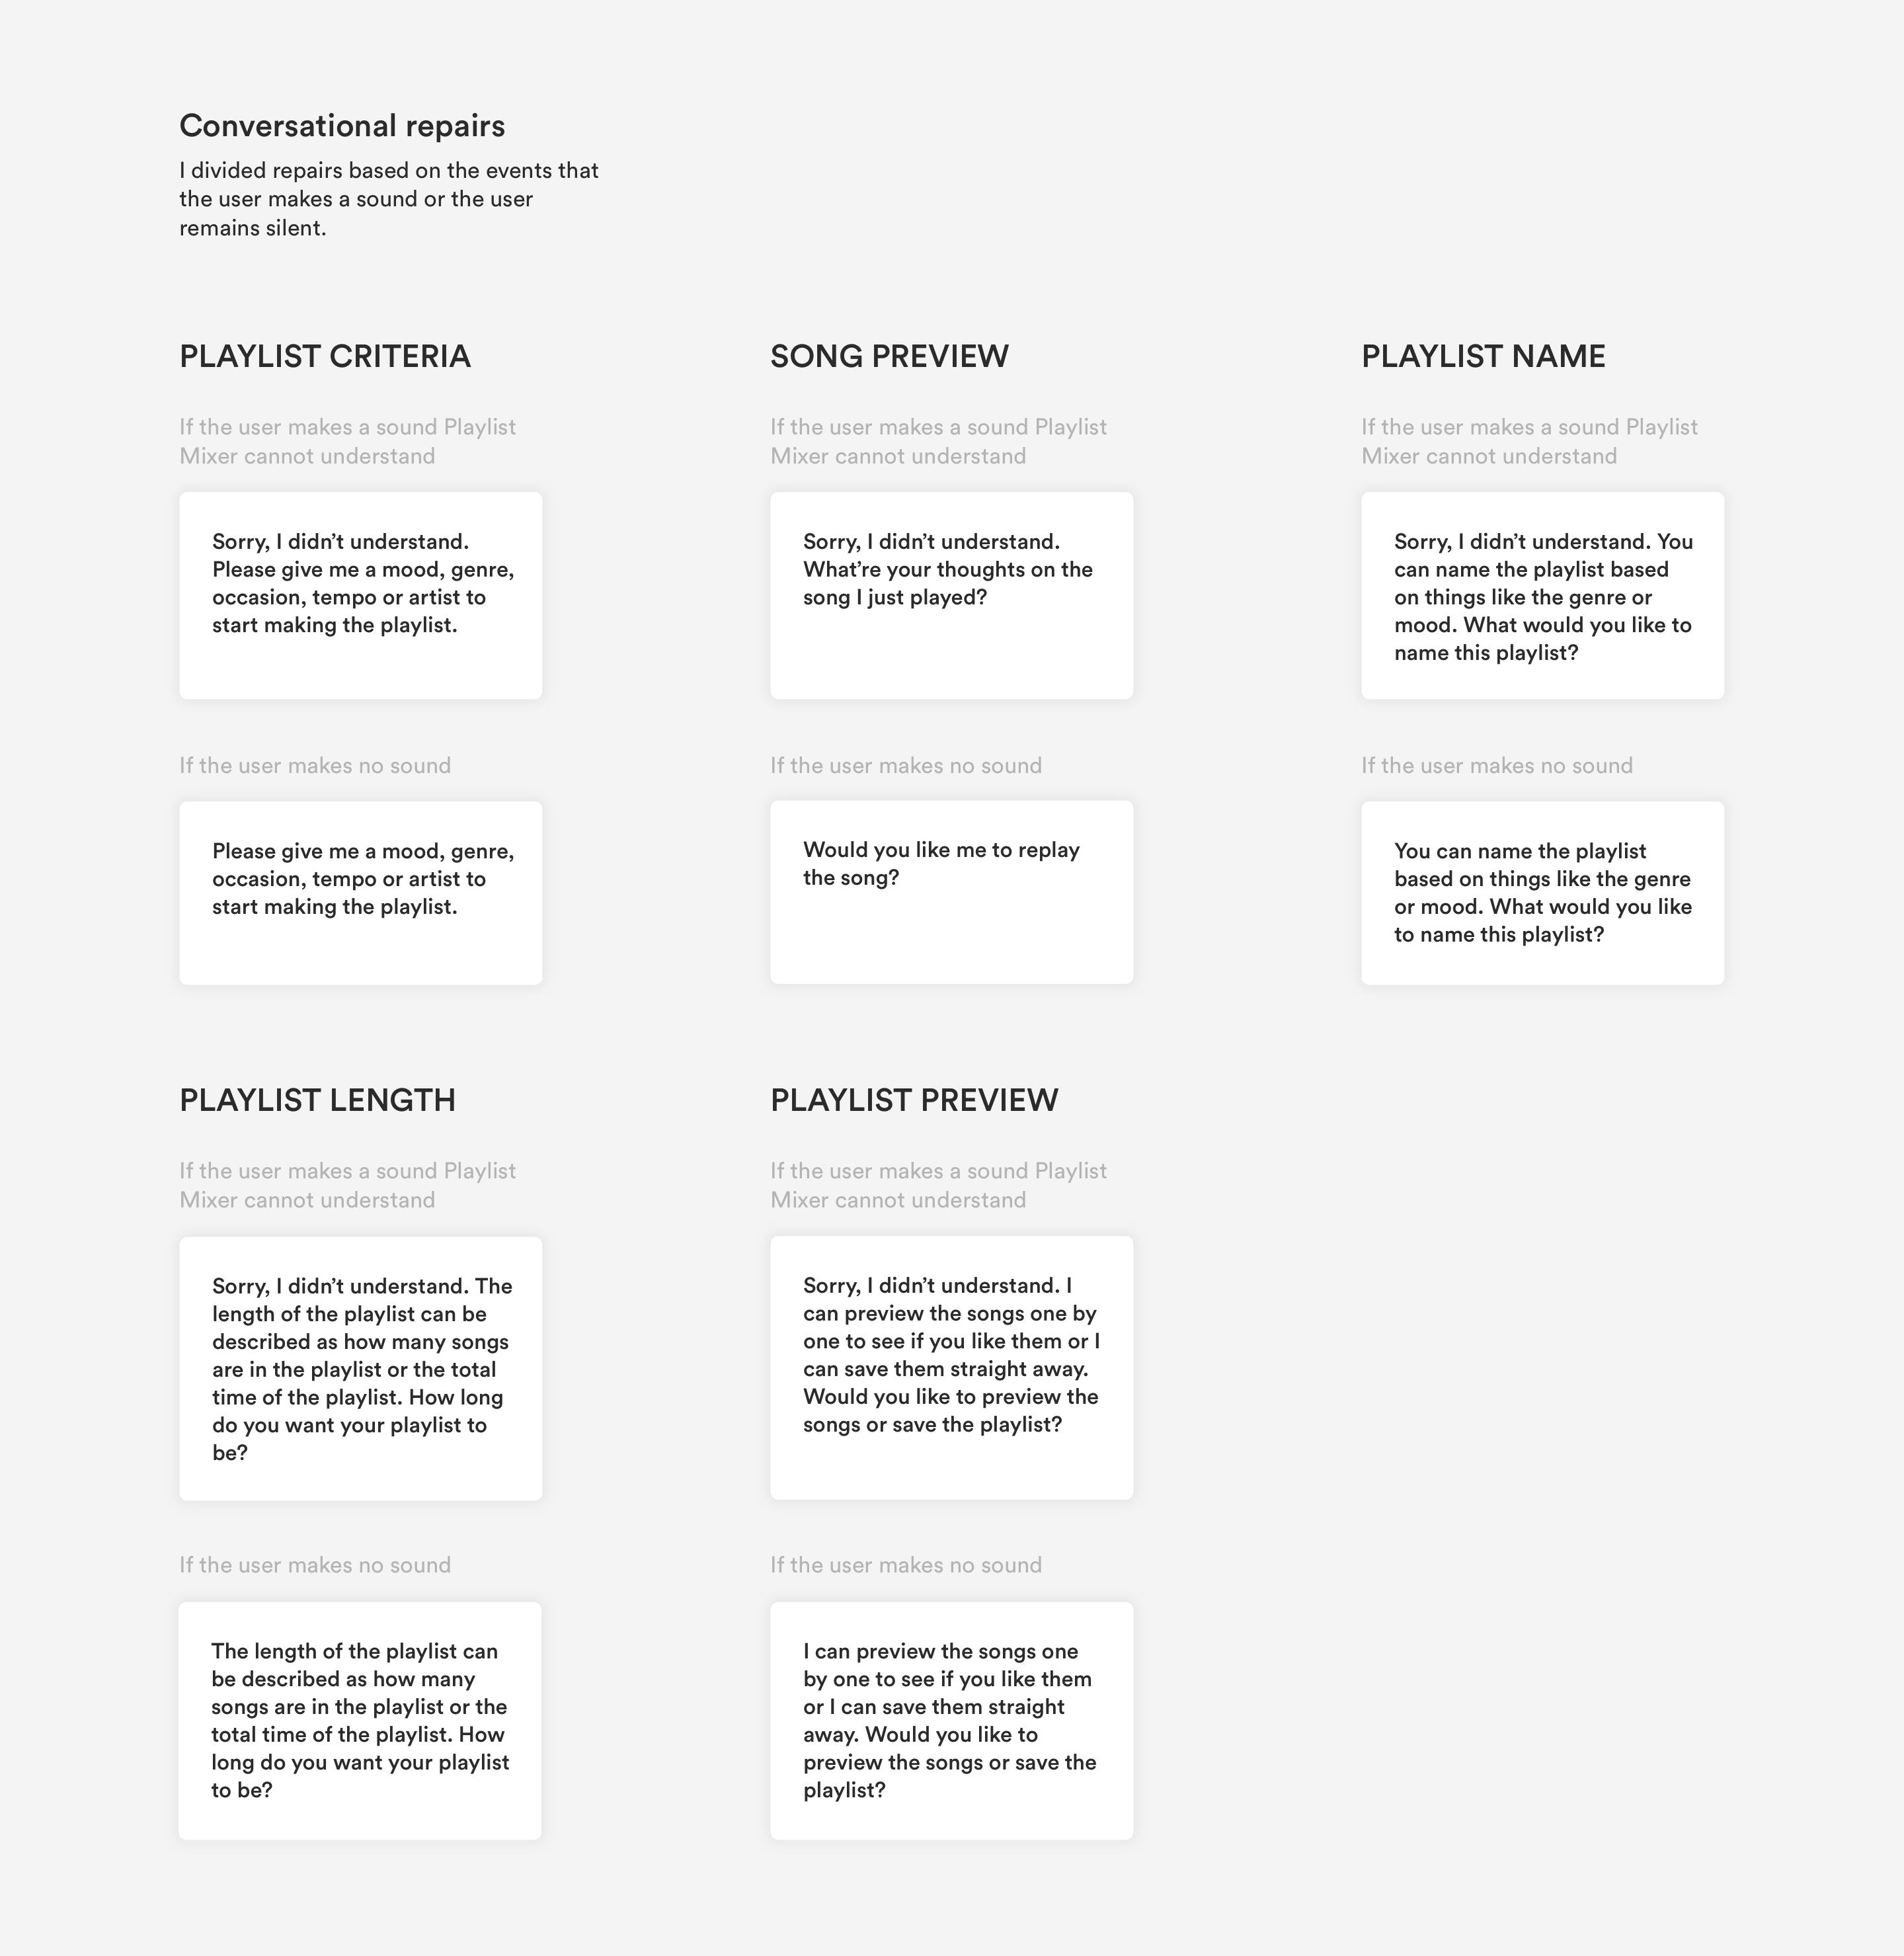 Conversational repairs
I divided repairs based on the events that
the user makes a sound or the user
remains silent.
PLAYLIST CRITERIA
If the user makes a sound Playlist
Mixer cannot understand
Sorry, I didn’t understand.
Please give me a mood, genre,
occasion, tempo or artist to
start making the playlist.
If the user makes no sound
Please give me a mood, genre,
occasion, tempo or artist to
start making the playlist.
SONG PREVIEW
If the user makes a sound Playlist
Mixer cannot understand
Sorry, I didn’t understand.
What’re your thoughts on the
song I just played?
If the user makes no sound
Would you like me to replay
the song?
PLAYLIST NAME
If the user makes a sound Playlist
Mixer cannot understand
Sorry, I didn’t understand. You
can name the playlist based
on things like the genre or
mood. What would you like to
name this playlist?
If the user makes no sound
You can name the playlist
based on things like the genre
or mood. What would you like
to name this playlist?
PLAYLIST LENGTH
If the user makes a sound Playlist
Mixer cannot understand
Sorry, I didn’t understand. The
length of the playlist can be
described as how many songs
are in the playlist or the total
time of the playlist. How long
do you want your playlist to
be?
If the user makes no sound
The length of the playlist can
be described as how many
songs are in the playlist or the
total time of the playlist. How
long do you want your playlist
to be?
PLAYLIST PREVIEW
If the user makes a sound Playlist
Mixer cannot understand
Sorry, I didn’t understand. I
can preview the songs one by
one to see if you like them or I
can save them straight away.
Would you like to preview the
songs or save the playlist?
If the user makes no sound
I can preview the songs one
by one to see if you like them
or I can save them straight
away. Would you like to
preview the songs or save the
playlist?